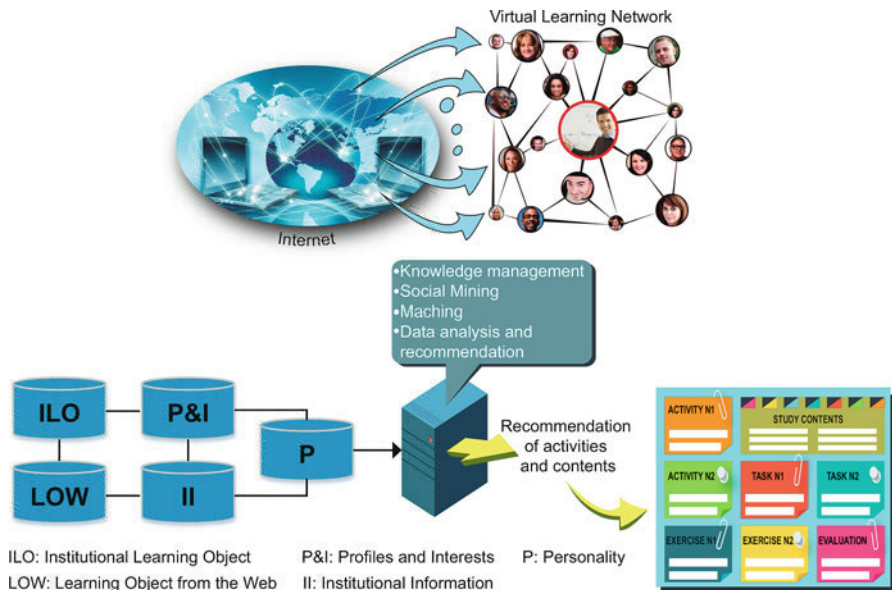 Virtual Learning Network
Internet
•Knowledge management
•Social Mining
•Maching
•Data analysis and
recommendation
ILO
P&I
P
LOW
II
Recommendation
of activities
and contents
ACTIVITY N1
STUDY CONTENTS
ACTIVITY N2
TASK N1
TASK N2
EXERCISE N1
EXERCISE N2
EVALUATION
ILO: Institutional Learning Object
P&I: Profiles and Interests
P: Personality
LOW: Learning Object from the Web
II: Institutional Information